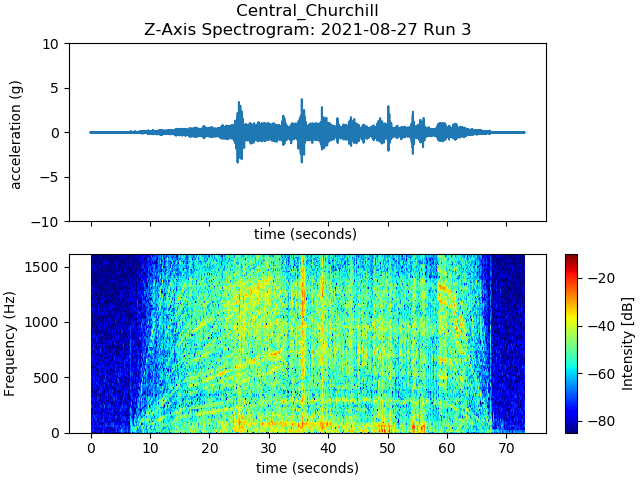 Central_Churchill
Z-Axis Spectrogram: 2021-08-27 Run 3
10
5
0
−5
−10
acceleration (g)
time (seconds)
1500
1000
500
0
Frequency (Hz)
0 10 20 30 40 50 60 70
time (seconds)
−20
−40
−60
−80
Intensity [dB]